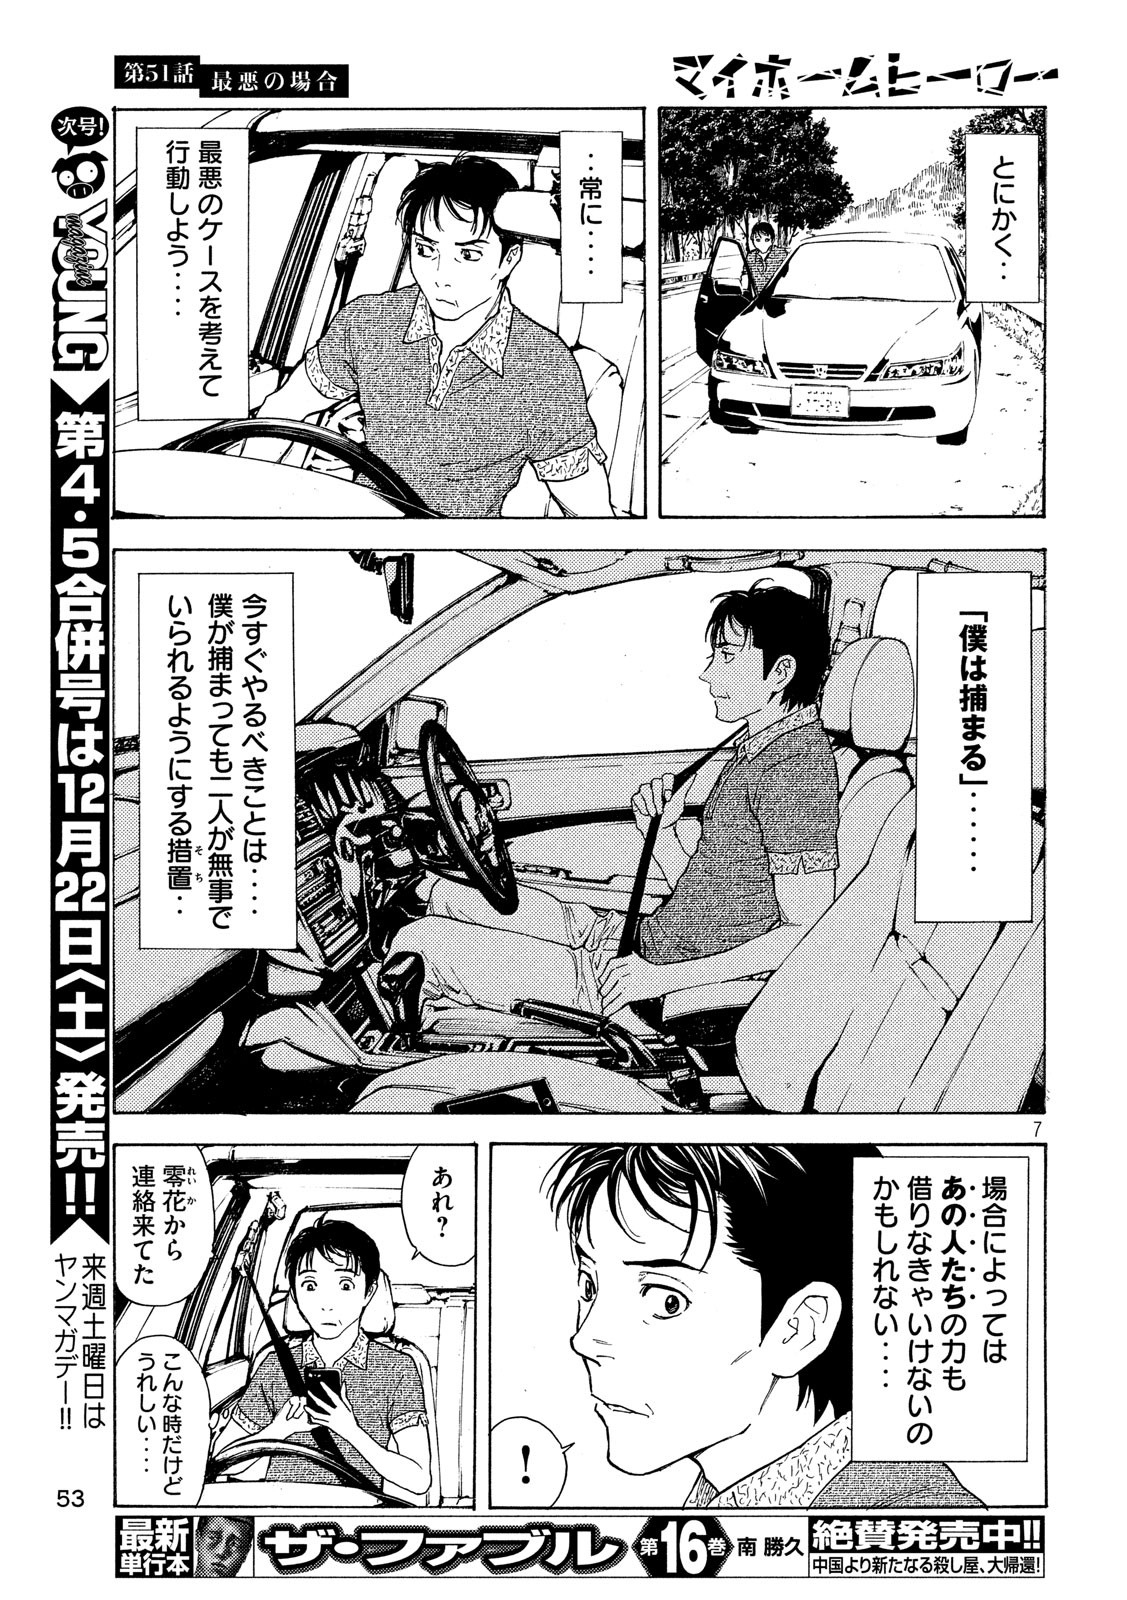 第51話
最悪の場合
マイホームヒーロー
とにかく‥
‥常に‥‥
最悪のケースを考えて
行動しよう‥‥
「僕は捕まる」‥‥‥
今すぐやるべきことは‥‥
僕が捕まっても二人が無事で
いられるようにする措置‥
そち
7
場合によっては
あの人たちの力も
借りなきゃいけないの
かもしれない‥‥
!
あれ?
零花から
れいか
連絡来てた
こんな時だけど
うれしい‥‥
次号!
YOUNG
magazine
第4・5合併号は12月22日〈土〉発売!!
来週土曜日は
ヤンマガデー!!
53
最新
単行本
ザ・ファブル
第16巻
南 勝久
絶賛発売中!!
中国より新たなる殺し屋、大帰還!